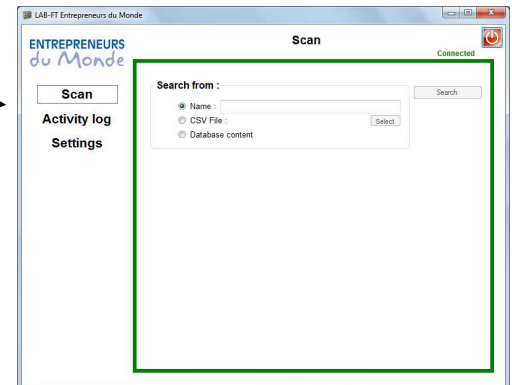 LAB-FT Entrepreneurs du Monde
Scan
Connected
ENTREPRENEURS
du Monde
Scan
Activity log
Settings
Search from :
Name :
CSV File :
Select
Database content
Search